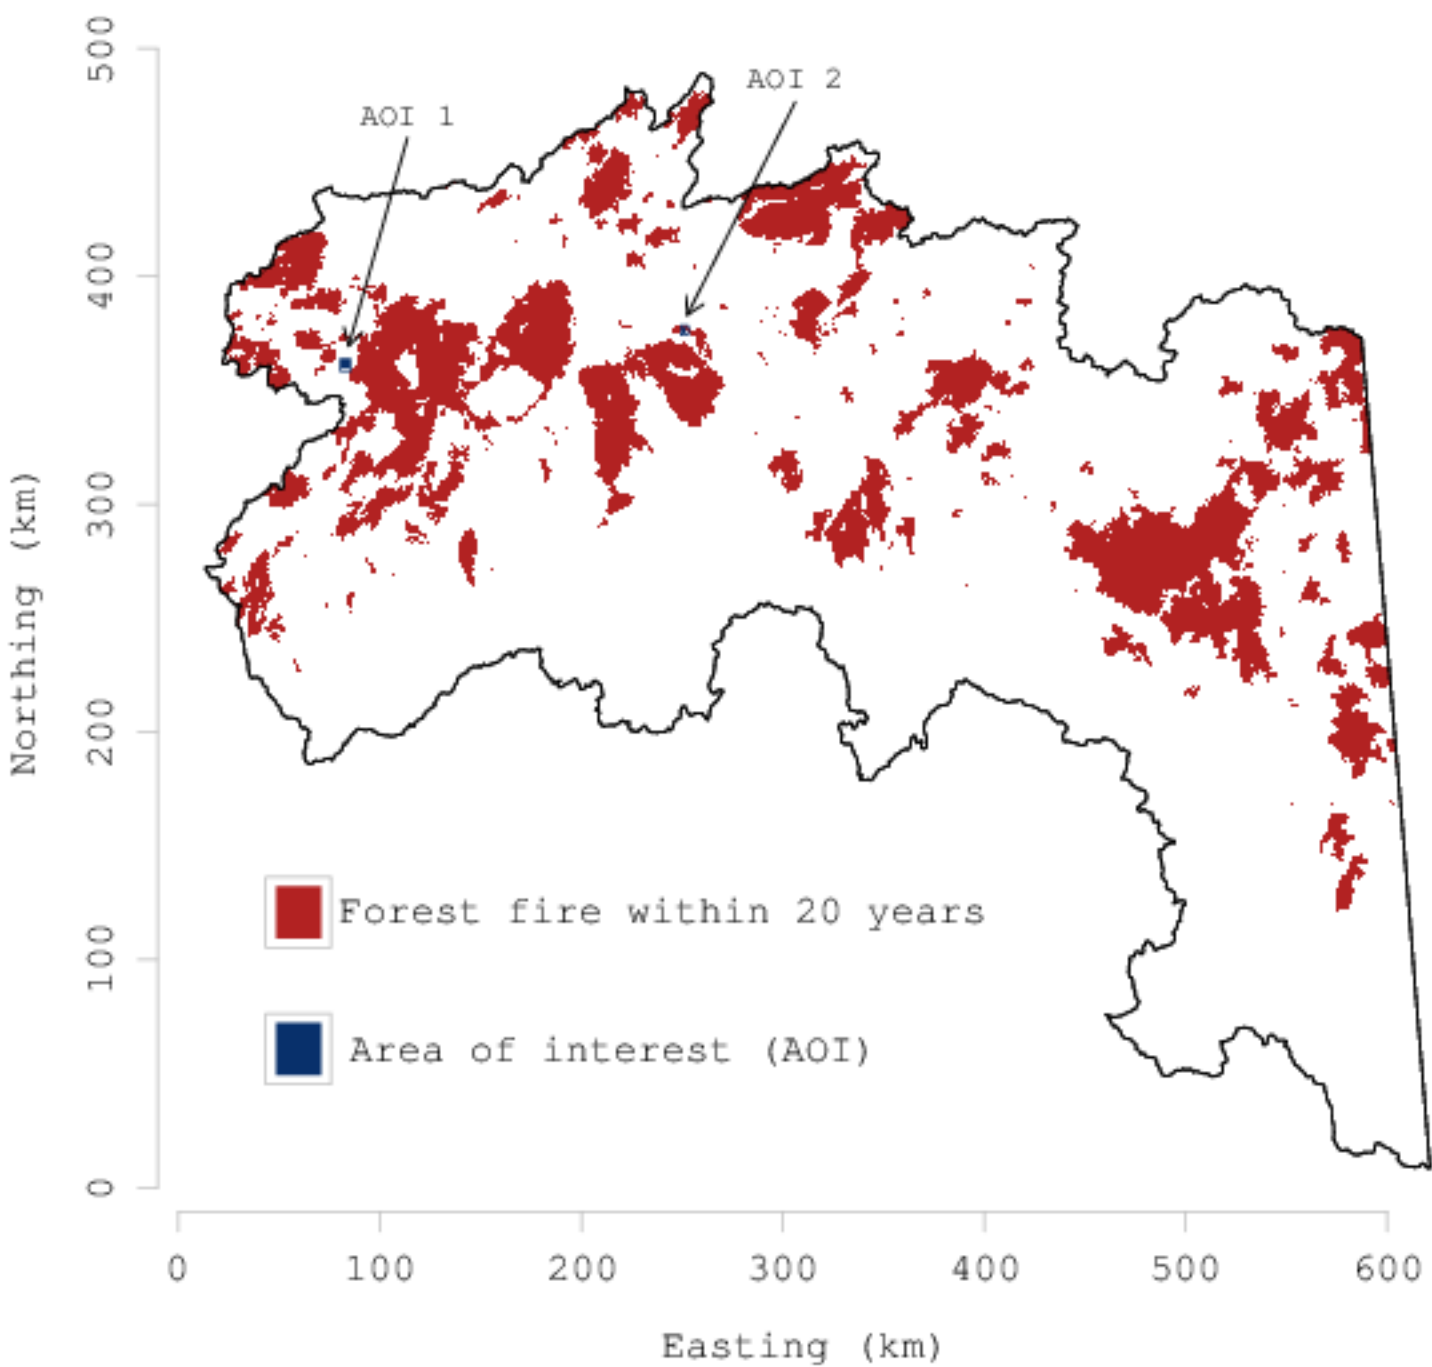 AOI 2
AOI 1
Northing (km)
500
400
300
200
100
0
Forest fire within 20 years
Area of interest (AOI)
0 100 200 300 400 500 600
Easting (km)